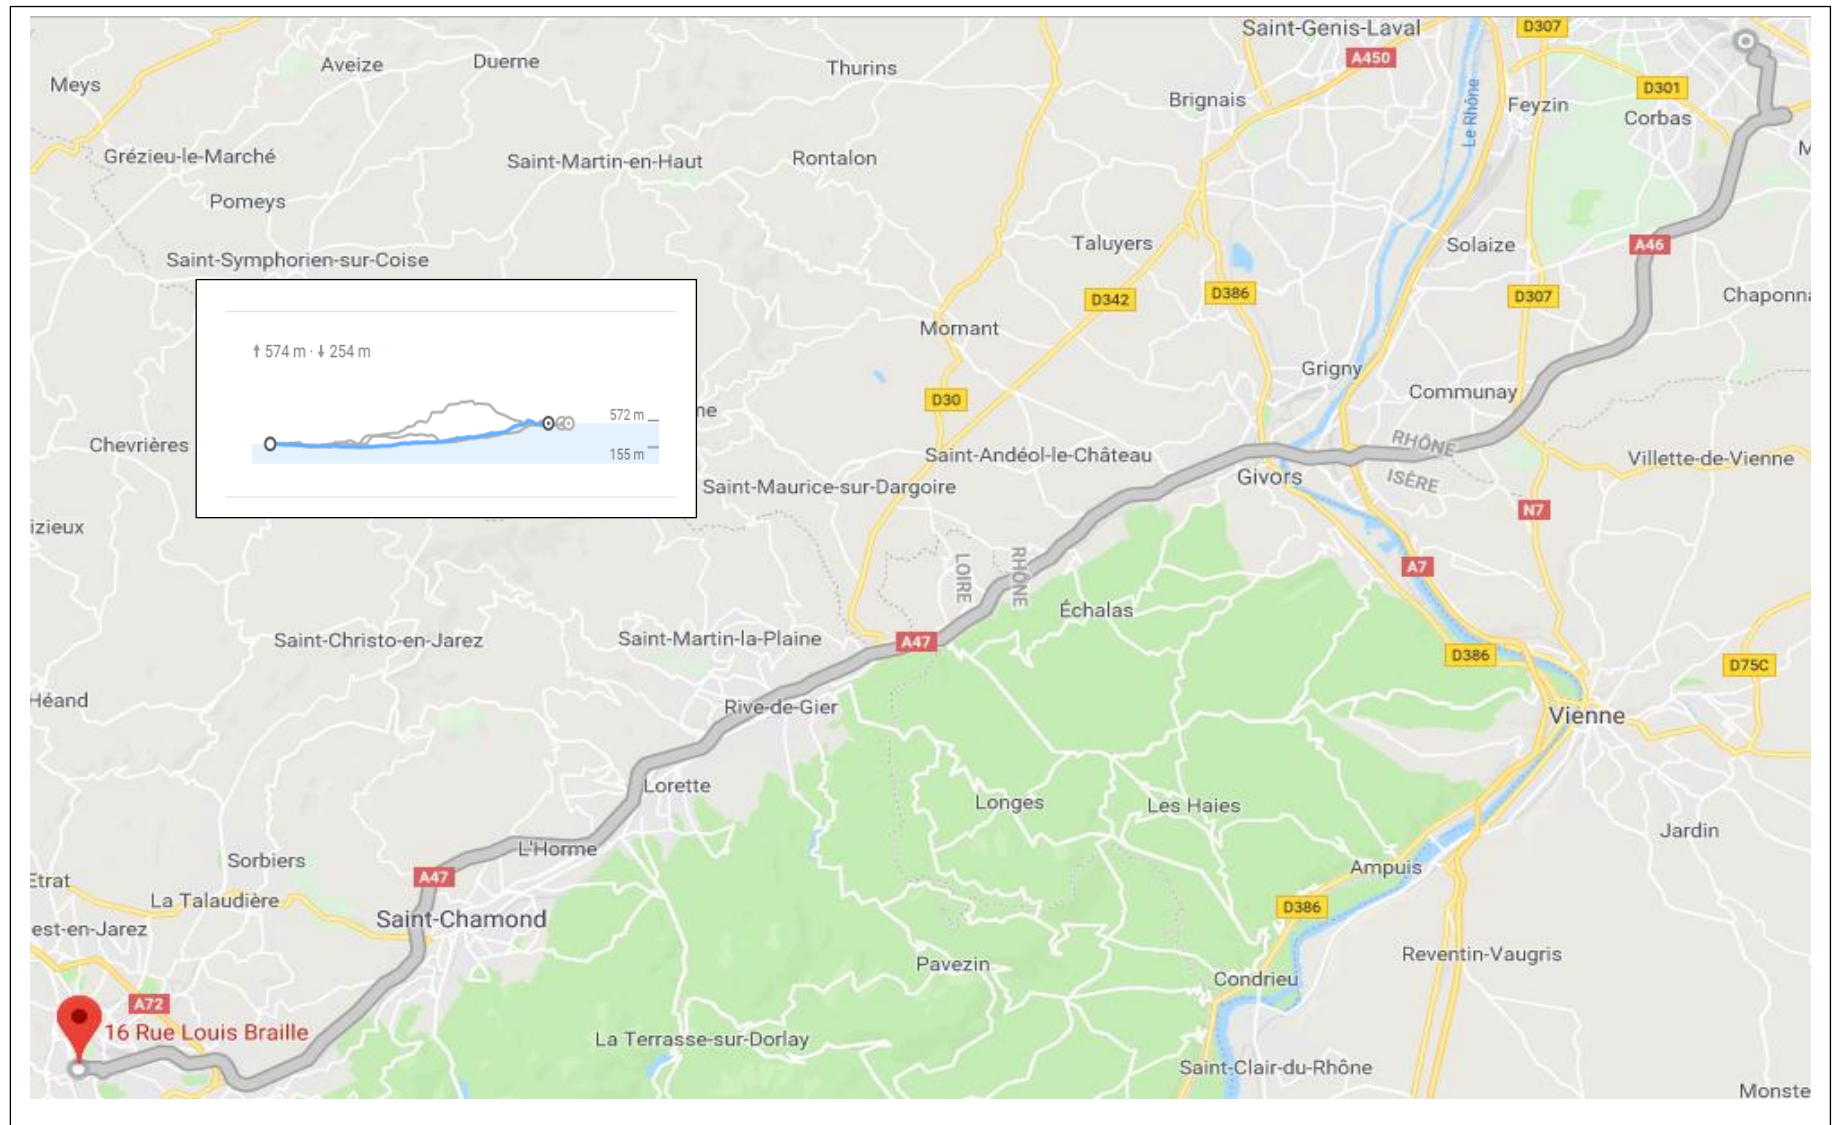 Saint-Genis-Laval
D307
A450
Aveize
Duerne
Thurins
Meys
D301
Brignais
Le Rhône
Feyzin
Corbas
M
Grézieu-le-Marché
Saint-Martin-en-Haut
Rontalon
Pomeys
Taluyers
Solaize
A46
Saint-Symphorien-sur-Coise
D342
D386
D307
Chaponna
Mornant
↑ 574 m · ↓ 254 m
Grigny
Communay
D30
572 m
ne
155 m
Chevrières
RHÔNE
ISÈRE
Saint-Andéol-le-Château
Villette-de-Vienne
Givors
Saint-Maurice-sur-Dargoire
N7
izieux
LOIRE
RHÔNE
A7
Échalas
Saint-Christo-en-Jarez
Saint-Martin-la-Plaine
A47
D386
D75C
Héand
Rive-de-Gier
Vienne
Lorette
Longes
Les Haies
Jardin
L'Horme
Sorbiers
Ampuis
A47
Etrat
La Talaudière
D386
Saint-Chamond
est-en-Jarez
Reventin-Vaugris
Pavezin
Condrieu
A72
16 Rue Louis Braille
La Terrasse-sur-Dorlay
Saint-Clair-du-Rhône
Monste